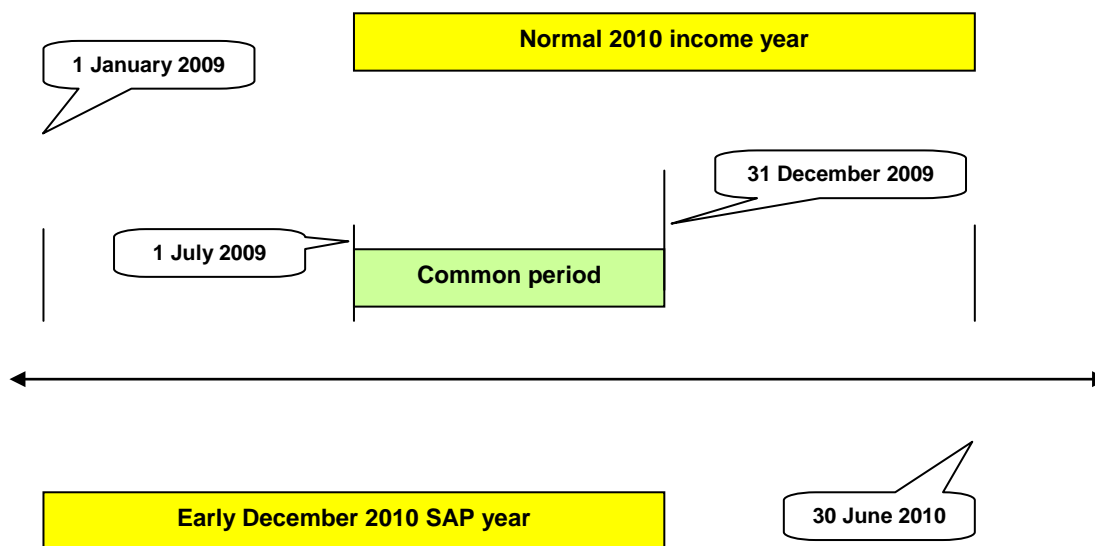 Normal 2010 income year
1 January 2009
31 December 2009
1 July 2009
Common period
Early December 2010 SAP year
30 June 2010